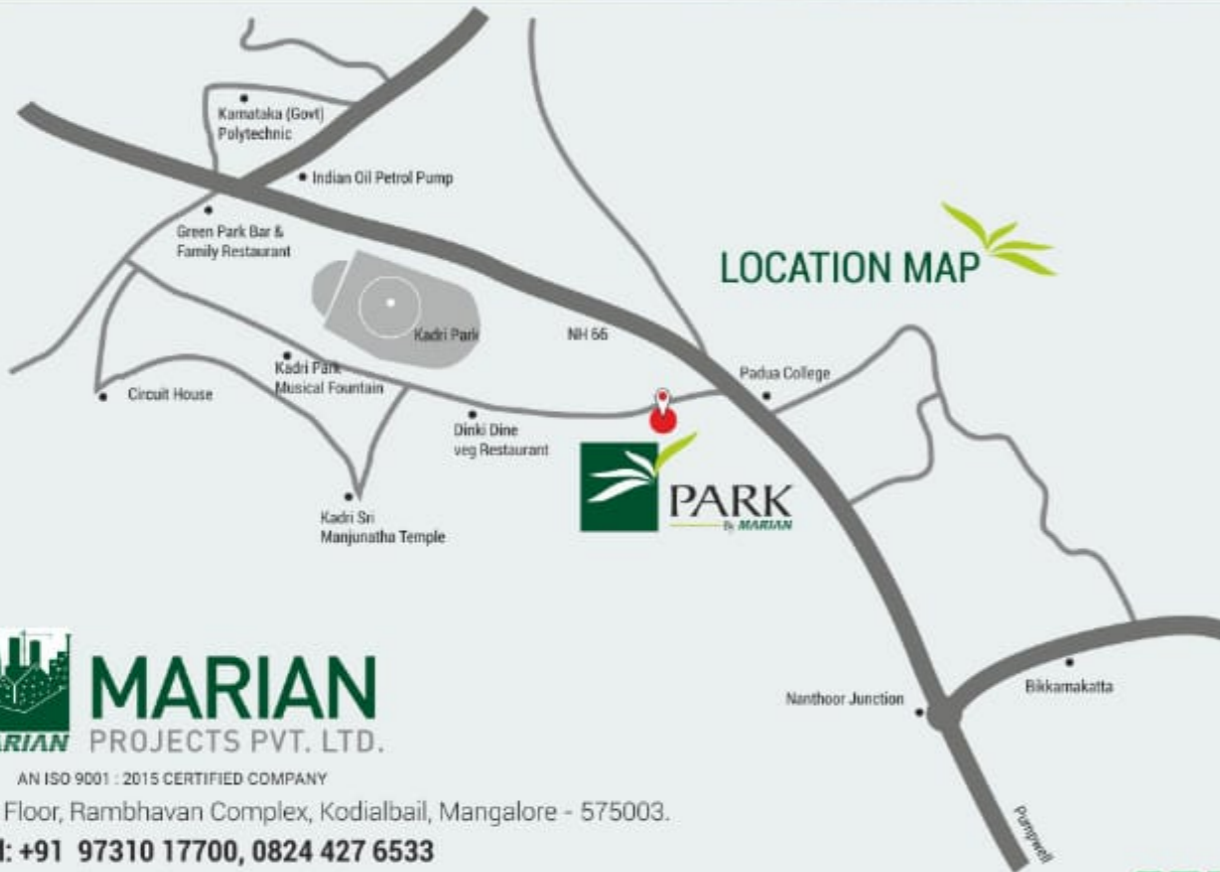 Karnataka (Govt)
Polytechnic
Indian Oil Petrol Pump
Green Park Bar &
Family Restaurant
LOCATION MAP
Kadri Park
NH 66
Kadri Park
Musical Fountain
Circuit House
Padua College
Dinki Dine
veg Restaurant
PARK
By MARIAN
Kadri Sri
Manjunatha Temple
Nanthoor Junction
Bikkarnakatta
Pumpwell
MARIAN
PROJECTS PVT. LTD.
AN ISO 9001 : 2015 CERTIFIED COMPANY
Floor, Rambhavan Complex, Kodialbail, Mangalore - 575003.
: +91 97310 17700, 0824 427 6533